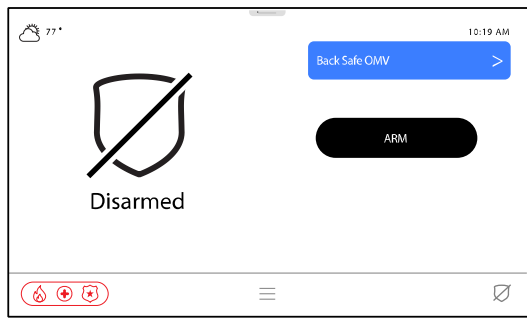 77°
10:19 AM
Back Safe OMV >
ARM
Disarmed